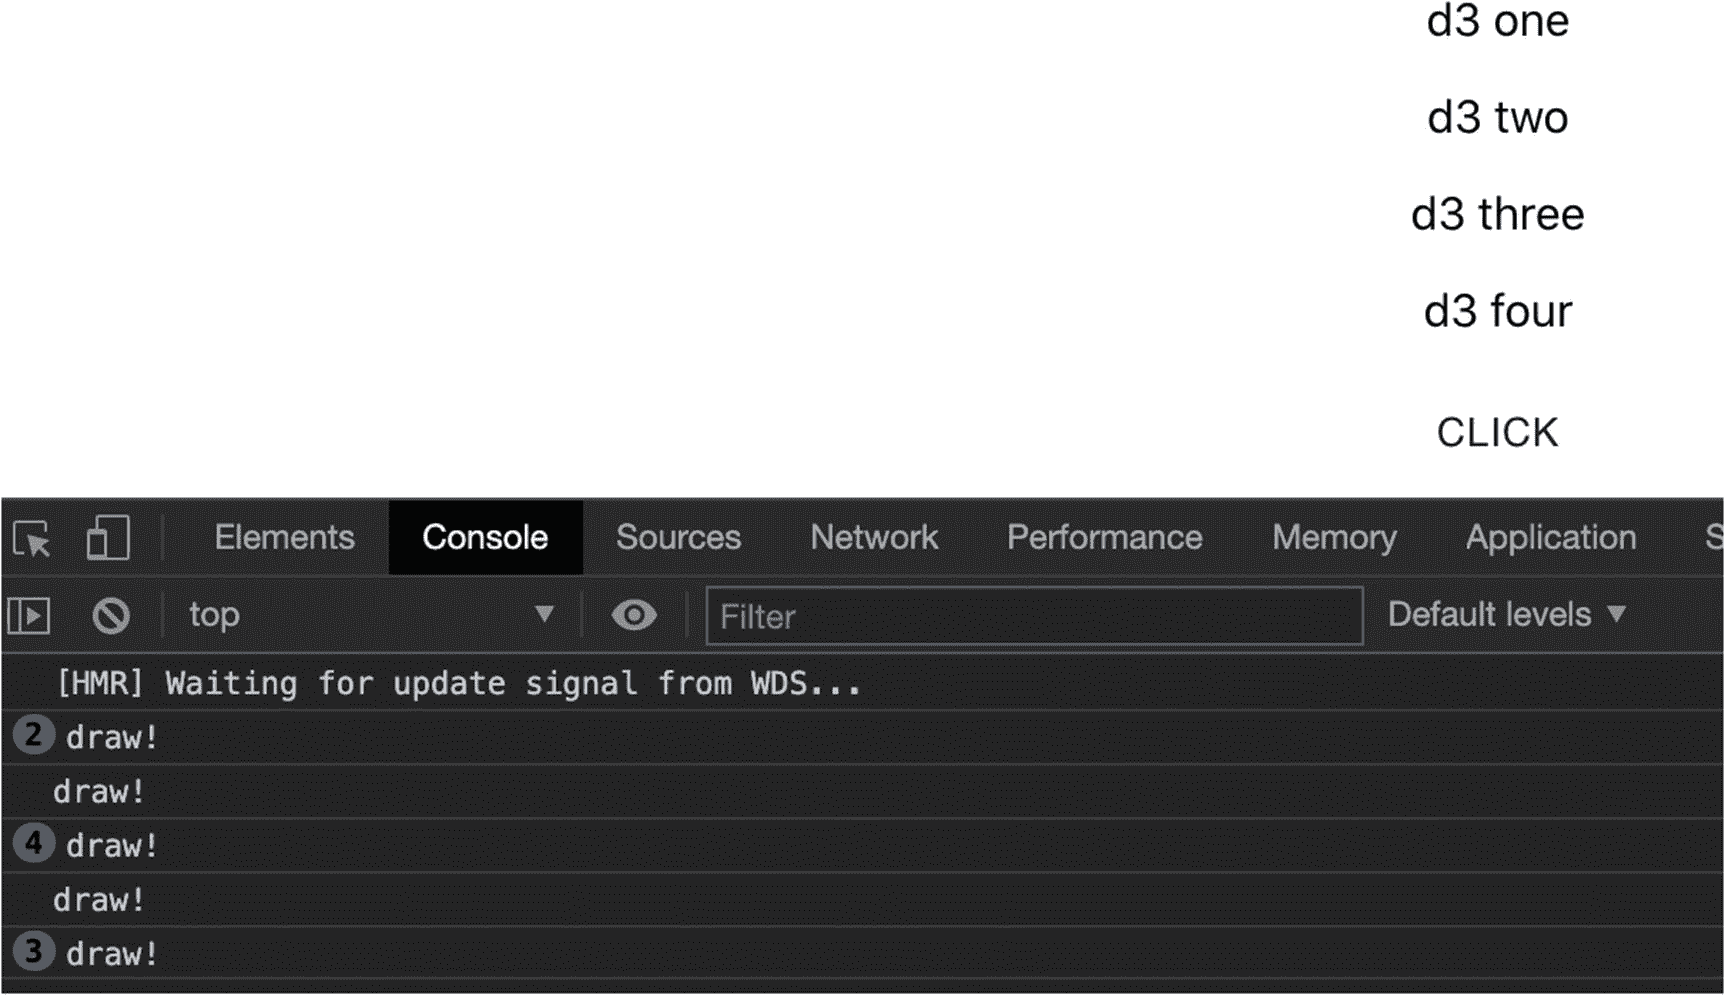 d3 one
d3 two
d3 three
d3 four
CLICK
Elements Console Sources Network Performance Memory Application S
top ▼ Filter Default levels ▼
[HMR] Waiting for update signal from WDS...
2 draw!
draw!
4 draw!
draw!
3 draw!